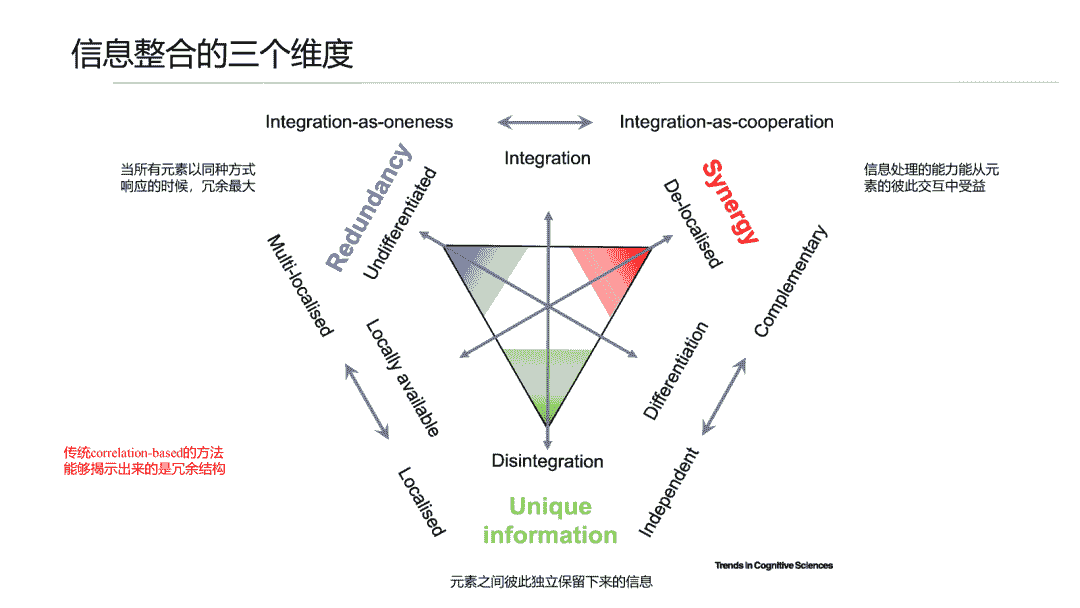 信息整合的三个维度
Integration-as-oneness
Integration-as-cooperation
Integration
当所有元素以同种方式
响应的时候，冗余最大
Redundancy
Undifferentiated
Synergy
De-localised
信息处理的能力能从元
素的彼此交互中受益
Multi-localised
Complementary
Locally available
Differentiation
传统correlation-based的方法
能够揭示出来的是冗余结构
Disintegration
Localised
Independent
Unique
information
Trends in Cognitive Sciences
元素之间彼此独立保留下来的信息